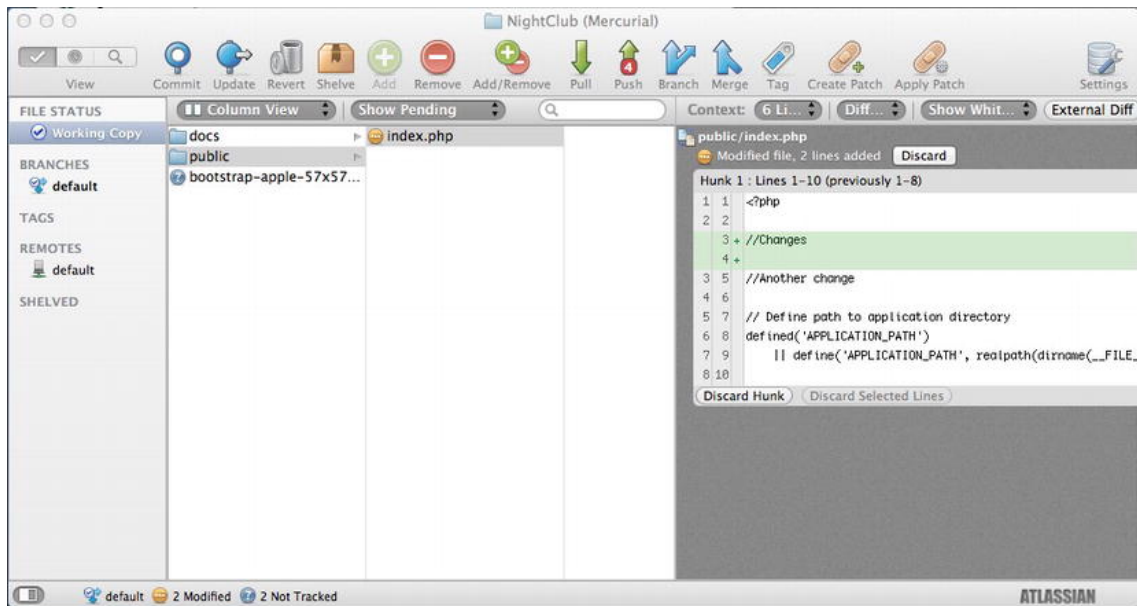 NightClub (Mercurial)
View Commit Update Revert Shelve Add Remove Add/Remove Pull 4 Push Branch Merge Tag Create Patch Apply Patch Settings
FILE STATUS
Working Copy
BRANCHES
default
TAGS
REMOTES
default
SHELVED
Column View Show Pending
docs
public
bootstrap-apple-57x57...
index.php
Context: 6 Li... Diff... Show Whit... External Diff
public/index.php
Modified file, 2 lines added Discard
Hunk 1 : Lines 1-10 (previously 1-8)
1 1 <?php
2 2
3 + //Changes
4 +
3 5 //Another change
4 6
5 7 // Define path to application directory
6 8 defined('APPLICATION_PATH')
7 9 || define('APPLICATION_PATH', realpath(dirname(__FILE_
8 10
Discard Hunk Discard Selected Lines
default 2 Modified 2 Not Tracked ATLASSIAN